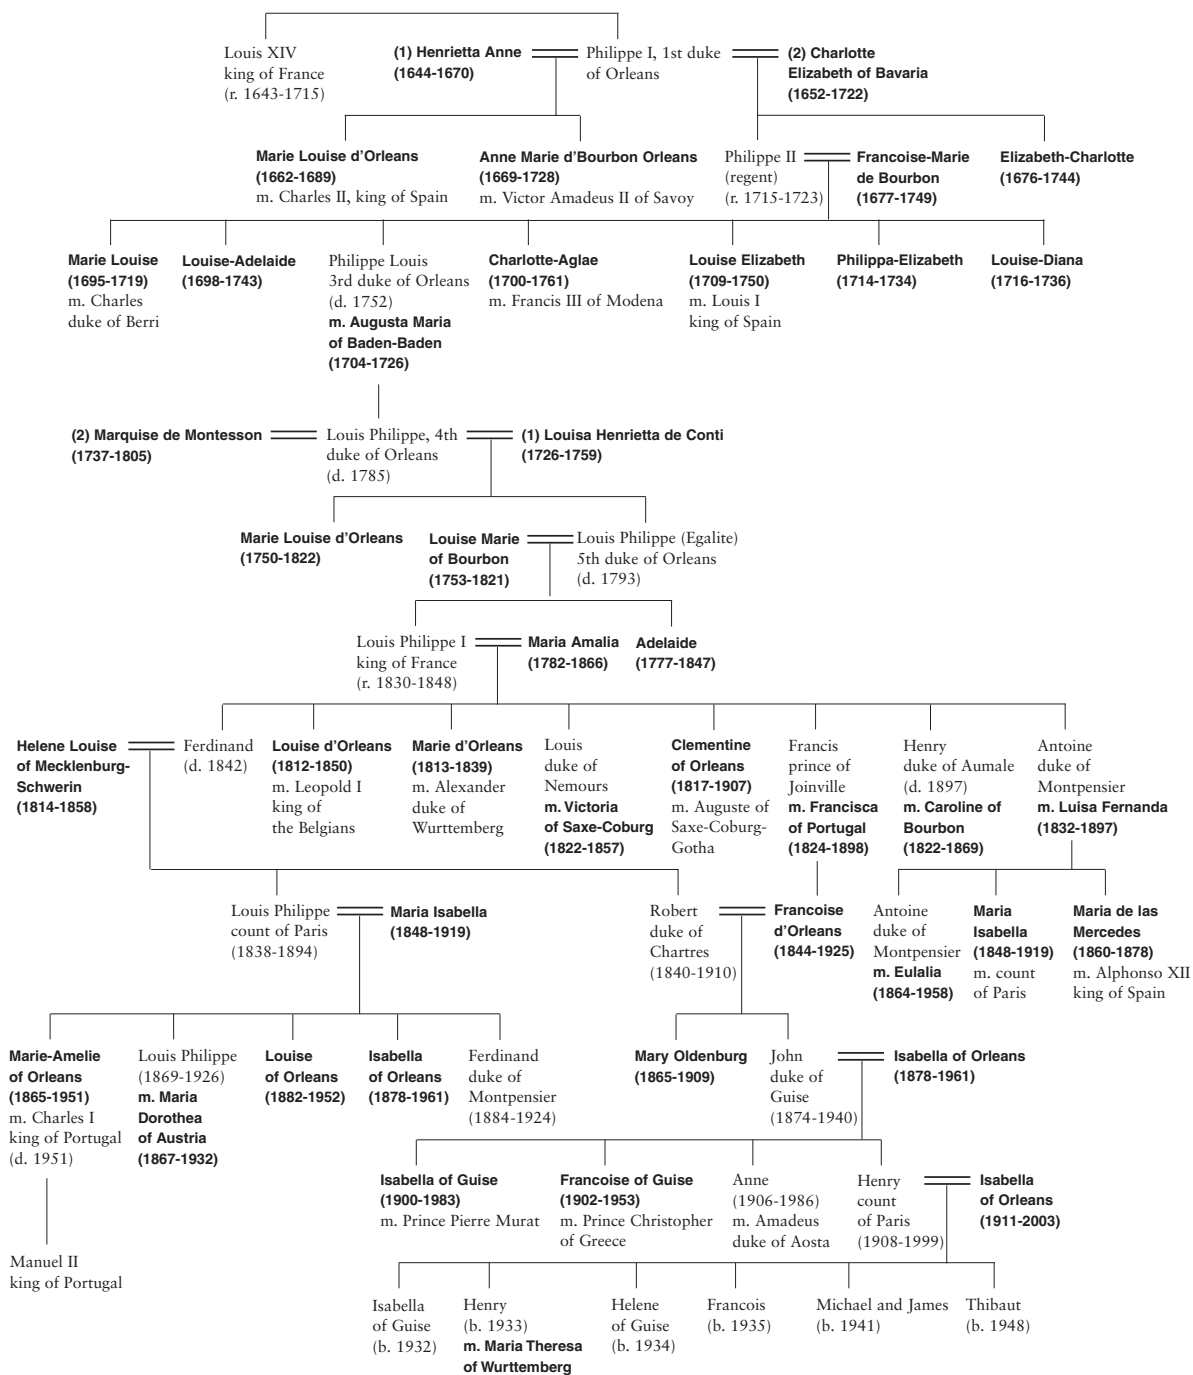 Louis XIV
king of France
(r. 1643-1715)
(1) Henrietta Anne
(1644-1670)
Philippe I, 1st duke
of Orleans
(2) Charlotte
Elizabeth of Bavaria
(1652-1722)
Marie Louise d'Orleans
(1662-1689)
m. Charles II, king of Spain
Anne Marie d'Bourbon Orleans
(1669-1728)
m. Victor Amadeus II of Savoy
Philippe II
(regent)
(r. 1715-1723)
Francoise-Marie
de Bourbon
(1677-1749)
Elizabeth-Charlotte
(1676-1744)
Marie Louise
(1695-1719)
m. Charles
duke of Berri
Louise-Adelaide
(1698-1743)
Philippe Louis
3rd duke of Orleans
(d. 1752)
m. Augusta Maria
of Baden-Baden
(1704-1726)
Charlotte-Aglae
(1700-1761)
m. Francis III of Modena
Louise Elizabeth
(1709-1750)
m. Louis I
king of Spain
Philippa-Elizabeth
(1714-1734)
Louise-Diana
(1716-1736)
(2) Marquise de Montesson
(1737-1805)
Louis Philippe, 4th
duke of Orleans
(d. 1785)
(1) Louisa Henrietta de Conti
(1726-1759)
Marie Louise d'Orleans
(1750-1822)
Louise Marie
of Bourbon
(1753-1821)
Louis Philippe (Egalite)
5th duke of Orleans
(d. 1793)
Louis Philippe I
king of France
(r. 1830-1848)
Maria Amalia
(1782-1866)
Adelaide
(1777-1847)
Helene Louise
of Mecklenburg-
Schwerin
(1814-1858)
Ferdinand
(d. 1842)
Louise d'Orleans
(1812-1850)
m. Leopold I
king of
the Belgians
Marie d'Orleans
(1813-1839)
m. Alexander
duke of
Wurttemberg
Louis
duke of
Nemours
m. Victoria
of Saxe-Coburg
(1822-1857)
Clementine
of Orleans
(1817-1907)
m. Auguste of
Saxe-Coburg-
Gotha
Francis
prince of
Joinville
m. Francisca
of Portugal
(1824-1898)
Henry
duke of Aumale
(d. 1897)
m. Caroline of
Bourbon
(1822-1869)
Antoine
duke of
Montpensier
m. Luisa Fernanda
(1832-1897)
Louis Philippe
count of Paris
(1838-1894)
Maria Isabella
(1848-1919)
Robert
duke of
Chartres
(1840-1910)
Francoise
d'Orleans
(1844-1925)
Antoine
duke of
Montpensier
m. Eulalia
(1864-1958)
Maria
Isabella
(1848-1919)
m. count
of Paris
Maria de las
Mercedes
(1860-1878)
m. Alphonso XII
king of Spain
Marie-Amelie
of Orleans
(1865-1951)
m. Charles I
king of Portugal
(d. 1951)
Louis Philippe
(1869-1926)
m. Maria
Dorothea
of Austria
(1867-1932)
Louise
of Orleans
(1882-1952)
Isabella
of Orleans
(1878-1961)
Ferdinand
duke of
Montpensier
(1884-1924)
Mary Oldenburg
(1865-1909)
John
duke of
Guise
(1874-1940)
Isabella of Orleans
(1878-1961)
Isabella of Guise
(1900-1983)
m. Prince Pierre Murat
Francoise of Guise
(1902-1953)
m. Prince Christopher
of Greece
Anne
(1906-1986)
m. Amadeus
duke of Aosta
Henry
count
of Paris
(1908-1999)
Isabella
of Orleans
(1911-2003)
Manuel II
king of Portugal
Isabella
of Guise
(b. 1932)
Henry
(b. 1933)
m. Maria Theresa
of Wurttemberg
Helene
of Guise
(b. 1934)
Francois
(b. 1935)
Michael and James
(b. 1941)
Thibaut
(b. 1948)